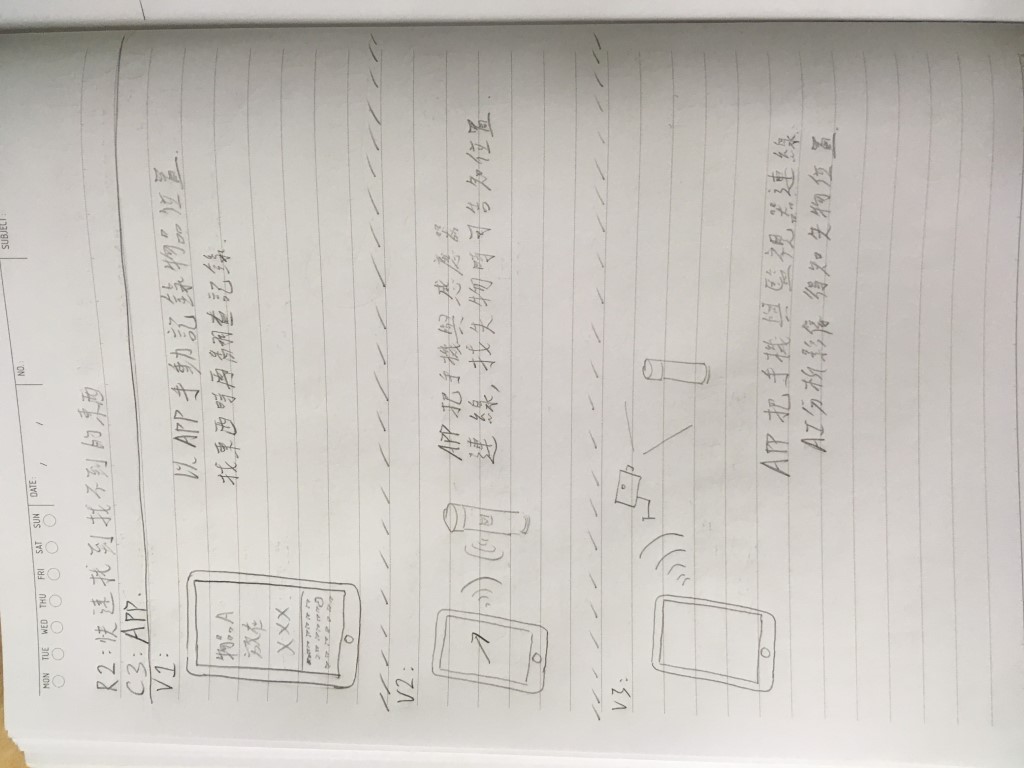 MON TUE WED THU FRI SAT SUN DATE: / / NO. SUBJECT:
R2:快速找到找不到的東西
C3:APP.
V1:
以APP手動記錄物品位置.
找東西時再翻查記錄.
物品A
放在
XXX.
V2:
APP把手機與感應器
連線,找失物時可告知位置.
V3:
APP把手機與監視器連線
AI分析影像得知失物位置.